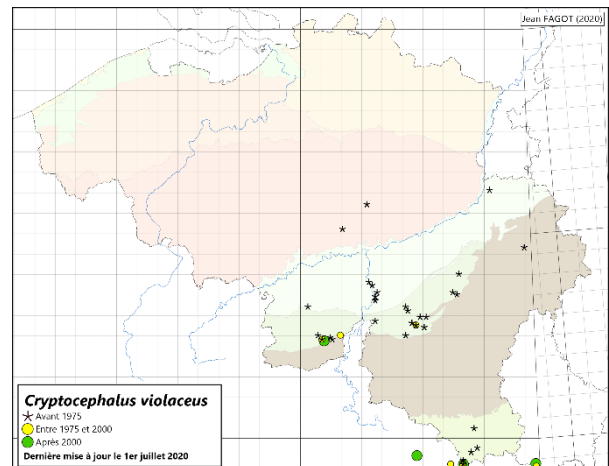 Jean FAGOT (2020)
Cryptocephalus violaceus
Avant 1975
Entre 1975 et 2000
Après 2000
Dernière mise à jour le 1er juillet 2020